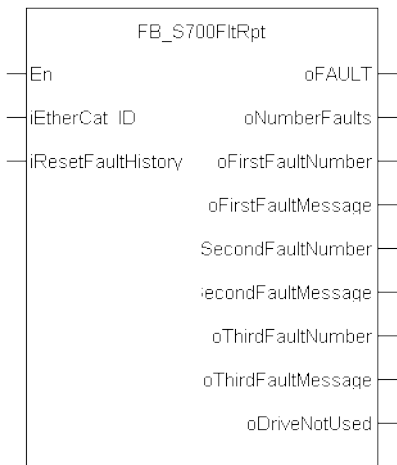 FB_S700FltRpt
En oFAULT
iEtherCat_ID oNumberFaults
iResetFaultHistory oFirstFaultNumber
oFirstFaultMessage
SecondFaultNumber
econdFaultMessage
oThirdFaultNumber
oThirdFaultMessage
oDriveNotUsed